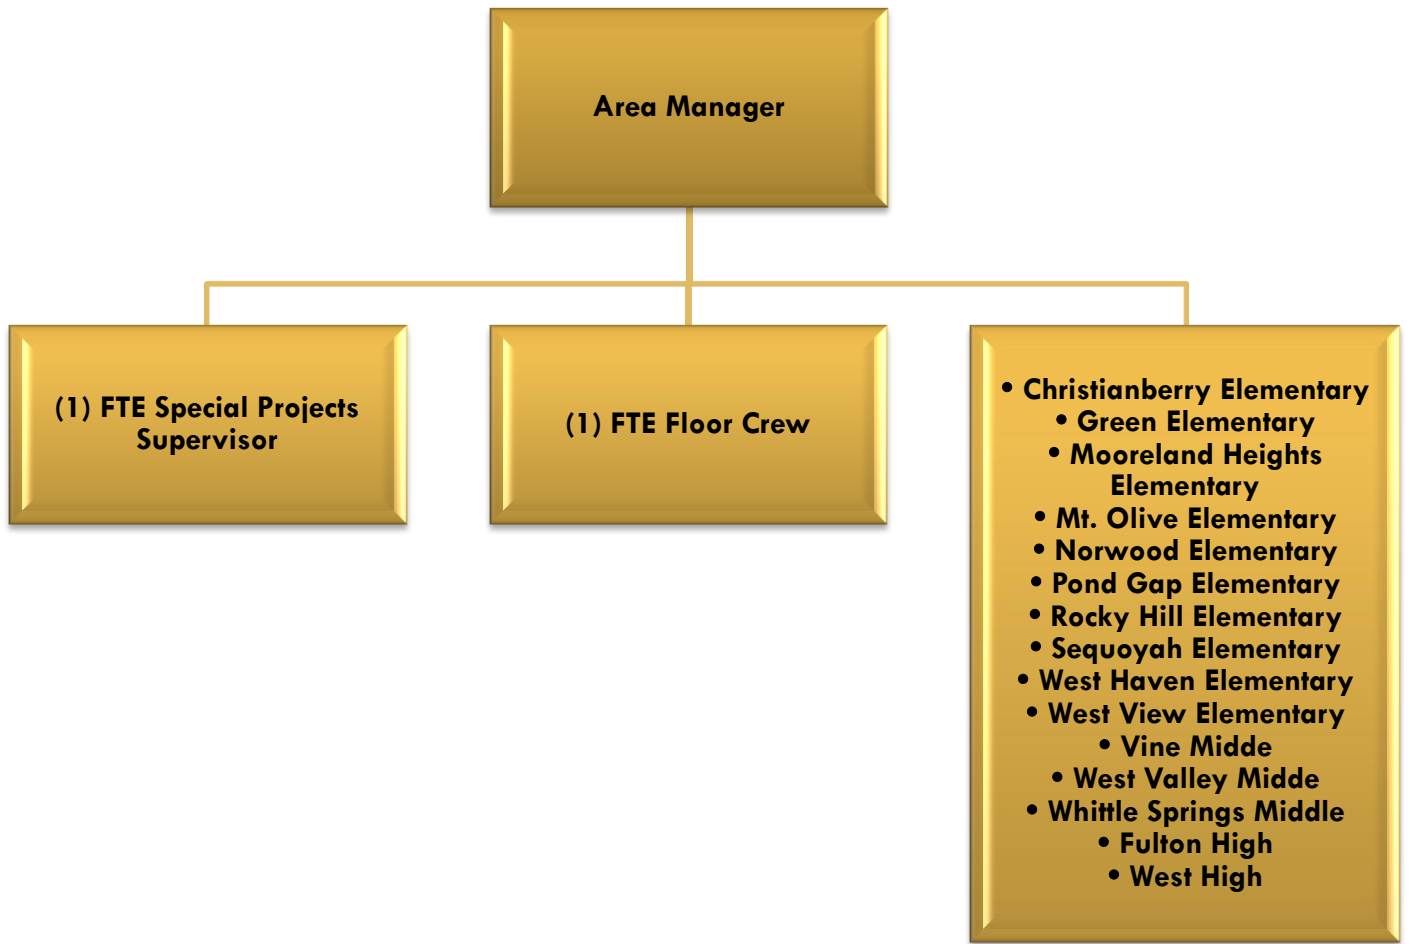 Area Manager
(1) FTE Special Projects
Supervisor
(1) FTE Floor Crew
• Christianberry Elementary
• Green Elementary
• Mooreland Heights
Elementary
• Mt. Olive Elementary
• Norwood Elementary
• Pond Gap Elementary
• Rocky Hill Elementary
• Sequoyah Elementary
• West Haven Elementary
• West View Elementary
• Vine Midde
• West Valley Midde
• Whittle Springs Middle
• Fulton High
• West High